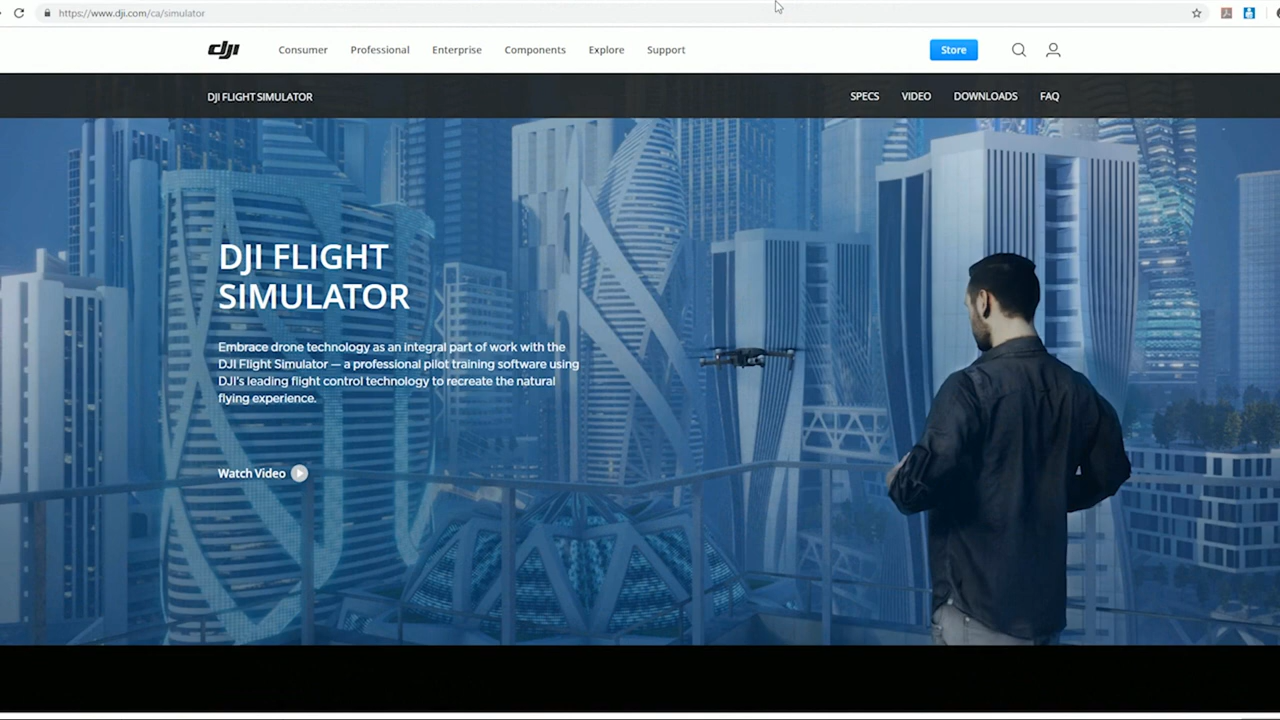 https://www.dji.com/ca/simulator
dji Consumer Professional Enterprise Components Explore Support Store
DJI FLIGHT SIMULATOR SPECS VIDEO DOWNLOADS FAQ
DJI FLIGHT
SIMULATOR
Embrace drone technology as an integral part of work with the
DJI Flight Simulator — a professional pilot training software using
DJI's leading flight control technology to recreate the natural
flying experience.
Watch Video